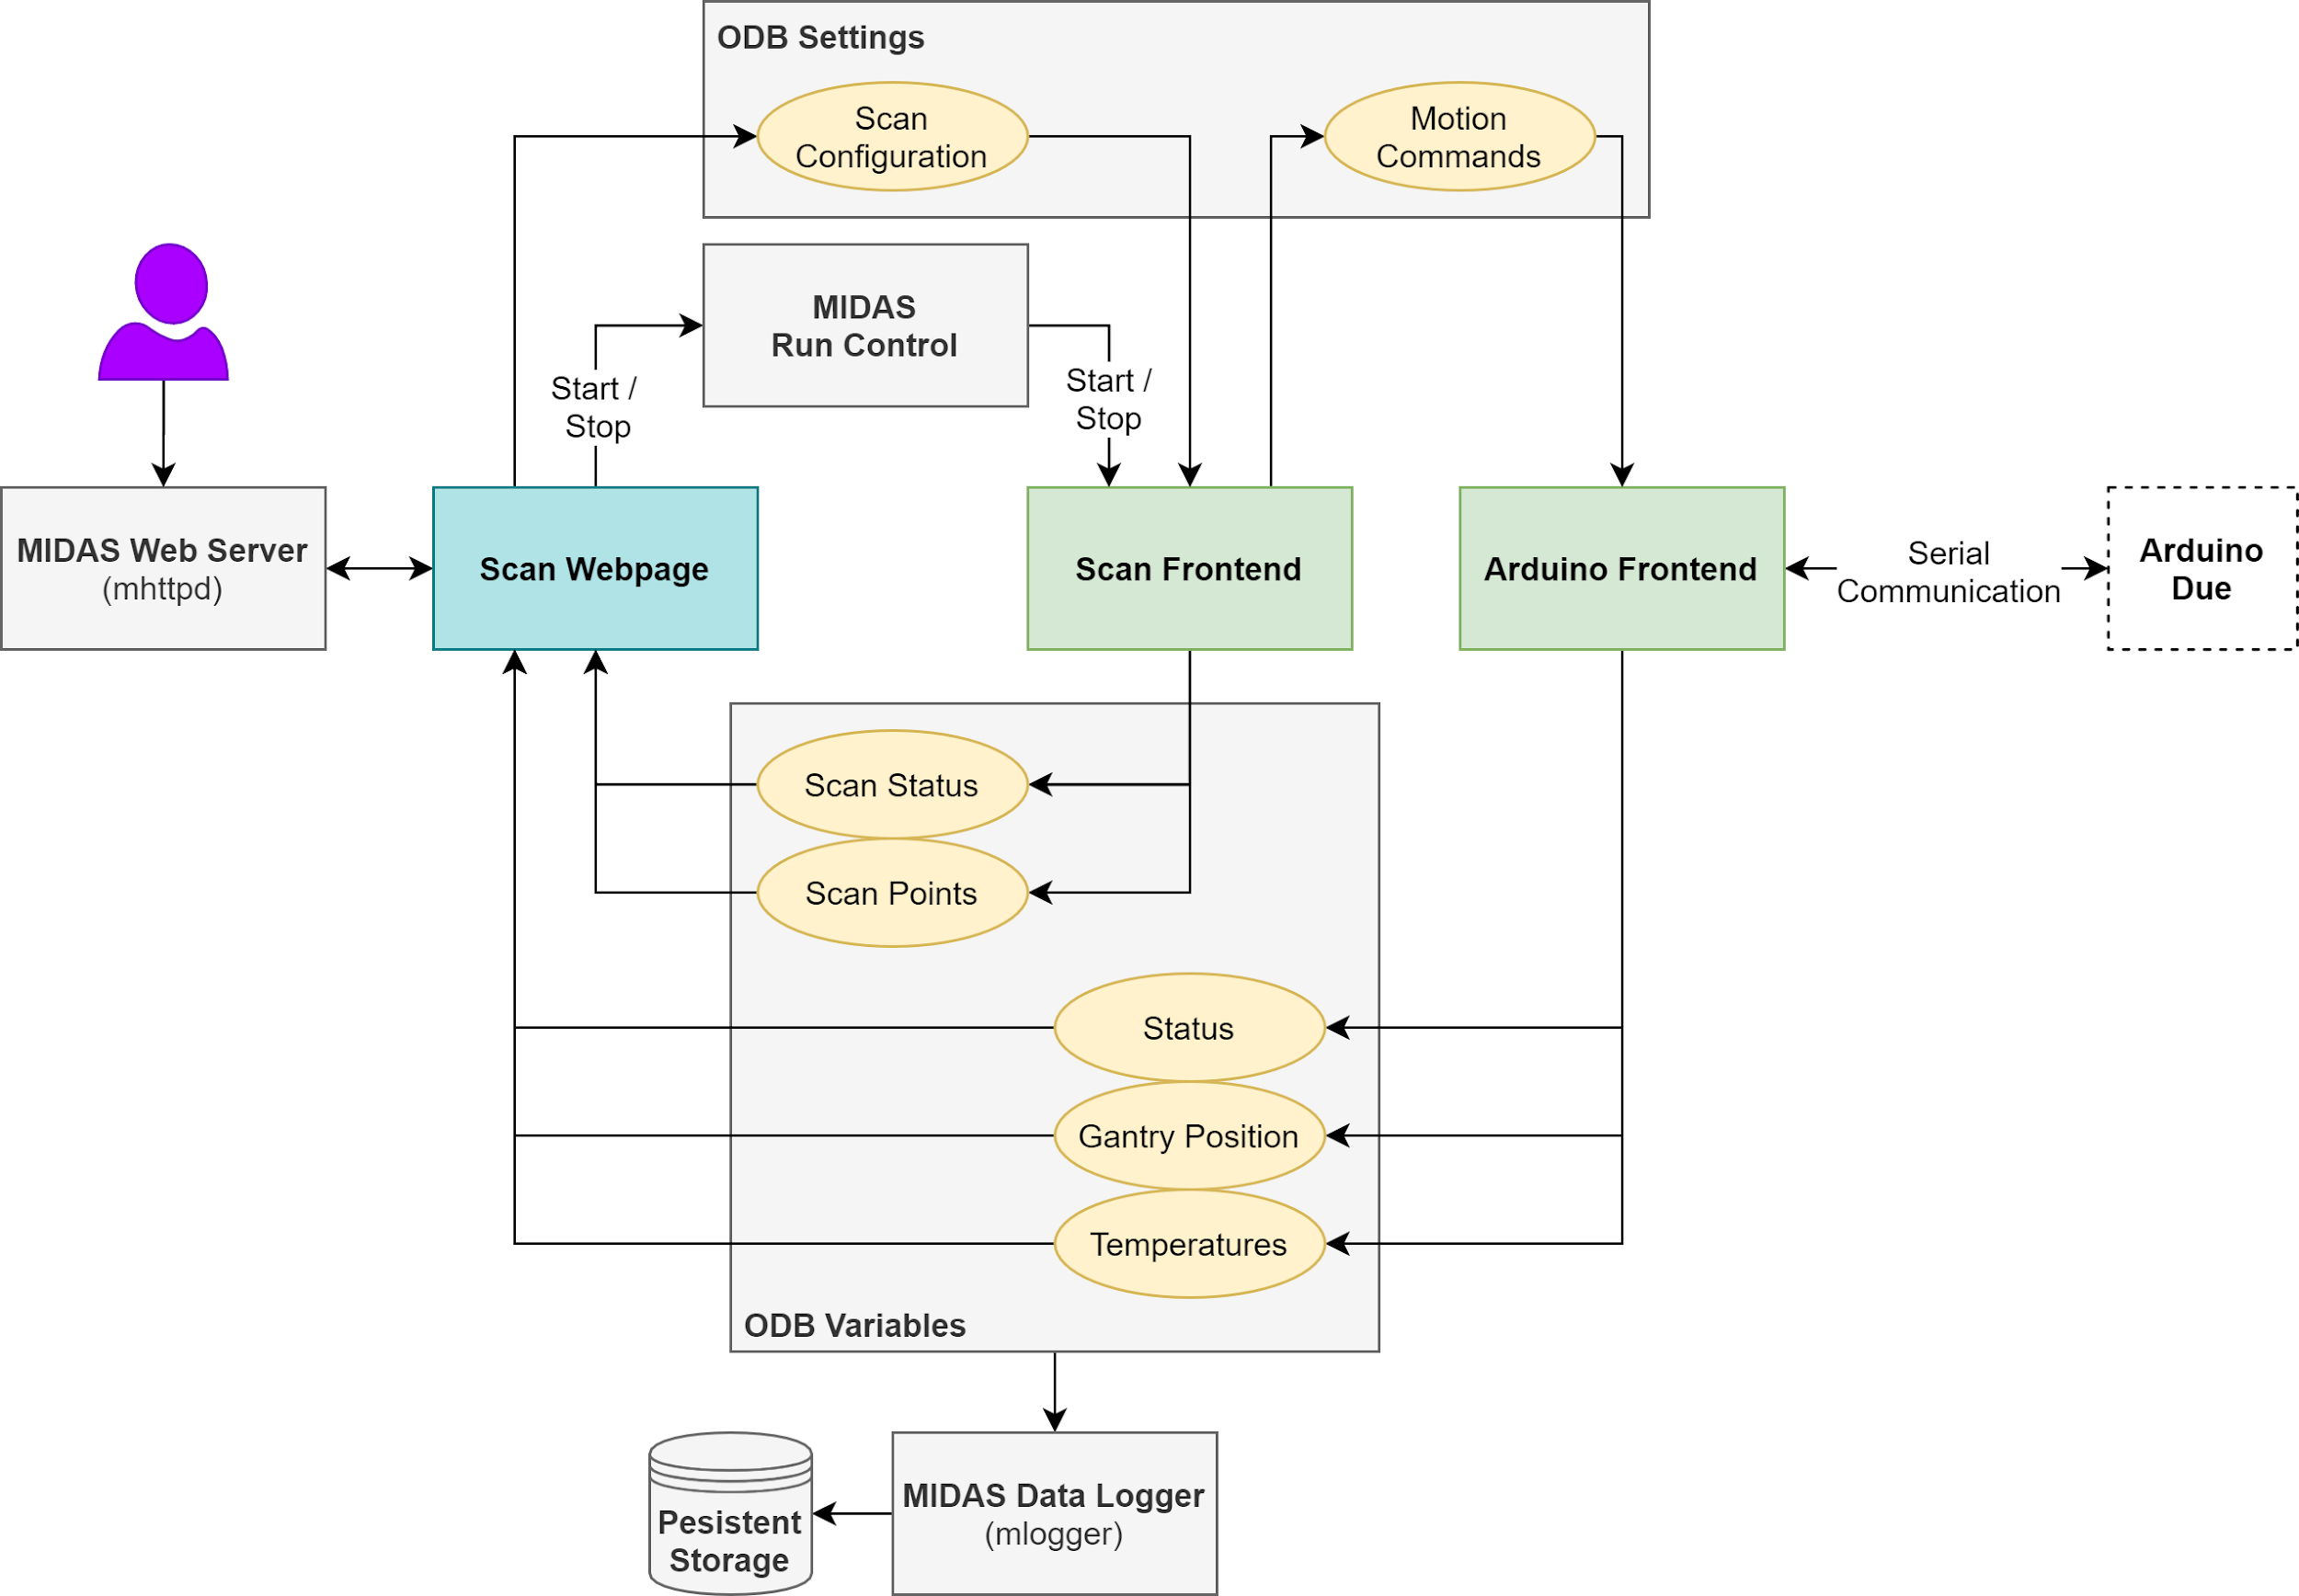 ODB Settings
Scan
Configuration
Motion
Commands
MIDAS
Run Control
Start /
Stop
Start /
Stop
MIDAS Web Server
(mhttpd)
Scan Webpage
Scan Frontend
Arduino Frontend
Serial
Communication
Arduino
Due
Scan Status
Scan Points
Status
Gantry Position
Temperatures
ODB Variables
Pesistent
Storage
MIDAS Data Logger
(mlogger)